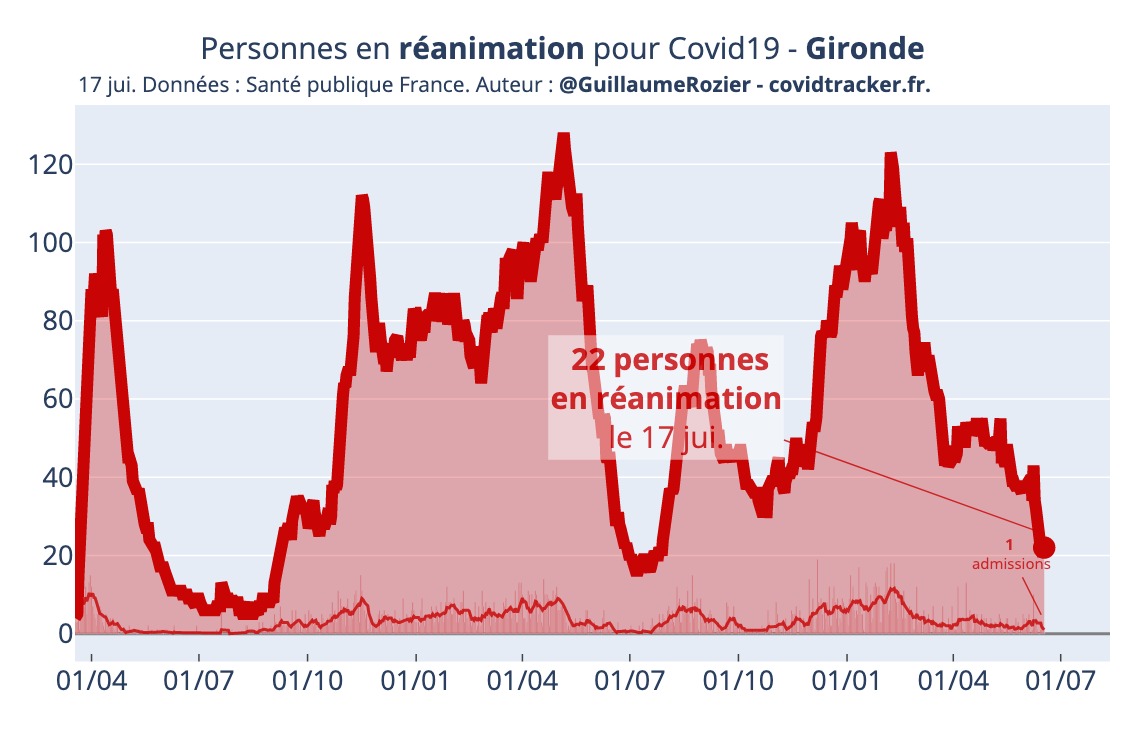 Personnes en réanimation pour Covid19 - Gironde
17 jui. Données : Santé publique France. Auteur : @GuillaumeRozier - covidtracker.fr.
120
100
80
60
40
20
0
22 personnes
en réanimation
le 17 jui.
1
admissions
01/04 01/07 01/10 01/01 01/04 01/07 01/10 01/01 01/04 01/07